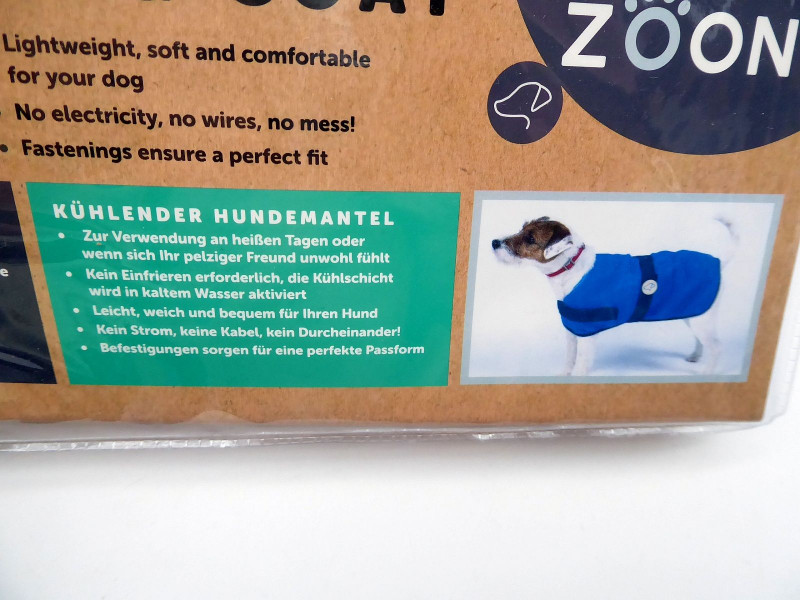 COAT
ZOON
Lightweight, soft and comfortable
for your dog
• No electricity, no wires, no mess!
• Fastenings ensure a perfect fit
KÜHLENDER HUNDEMANTEL
• Zur Verwendung an heißen Tagen oder
wenn sich Ihr pelziger Freund unwohl fühlt
• Kein Einfrieren erforderlich, die Kühlschicht
wird in kaltem Wasser aktiviert
• Leicht, weich und bequem für Ihren Hund
• Kein Strom, keine Kabel, kein Durcheinander!
• Befestigungen sorgen für eine perfekte Passform